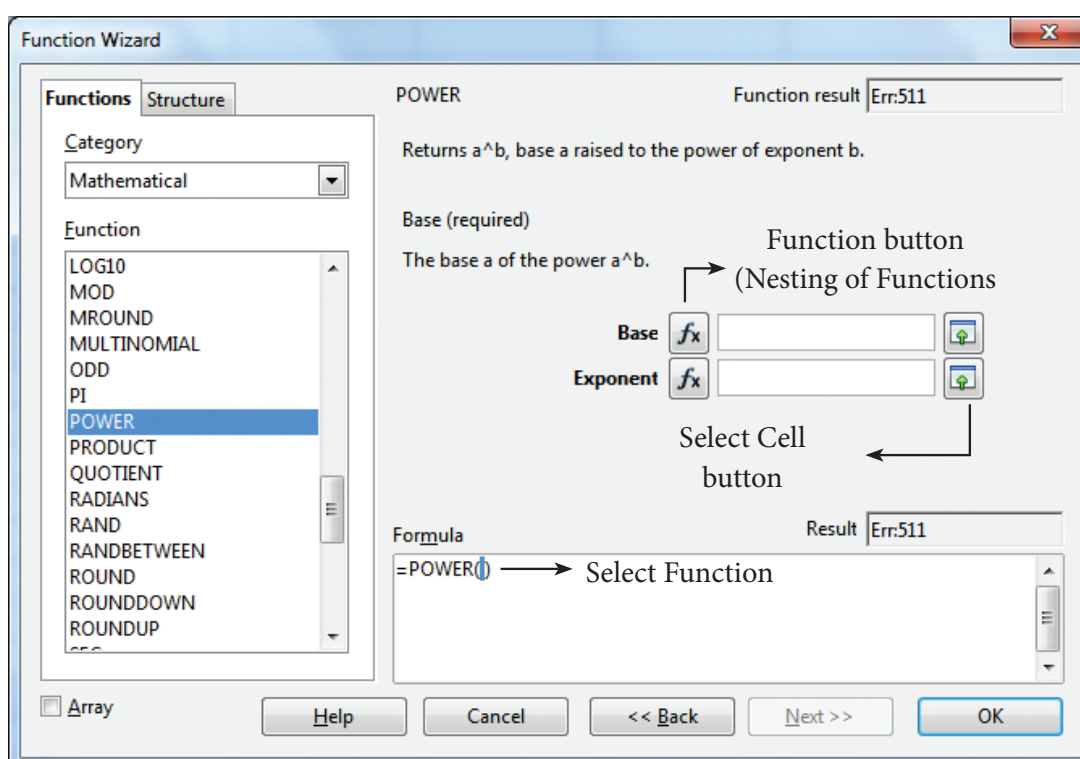 Function Wizard
Functions Structure
Category
Mathematical
Function
LOG10
MOD
MROUND
MULTINOMIAL
ODD
PI
POWER
PRODUCT
QUOTIENT
RADIANS
RAND
RANDBETWEEN
ROUND
ROUNDDOWN
ROUNDUP
Array
POWER
Function result Err:511
Returns a^b, base a raised to the power of exponent b.
Base (required)
The base a of the power a^b.
Function button
(Nesting of Functions
Base fx
Exponent fx
Select Cell
button
Formula
Result Err:511
=POWER() Select Function
Help Cancel << Back Next >> OK